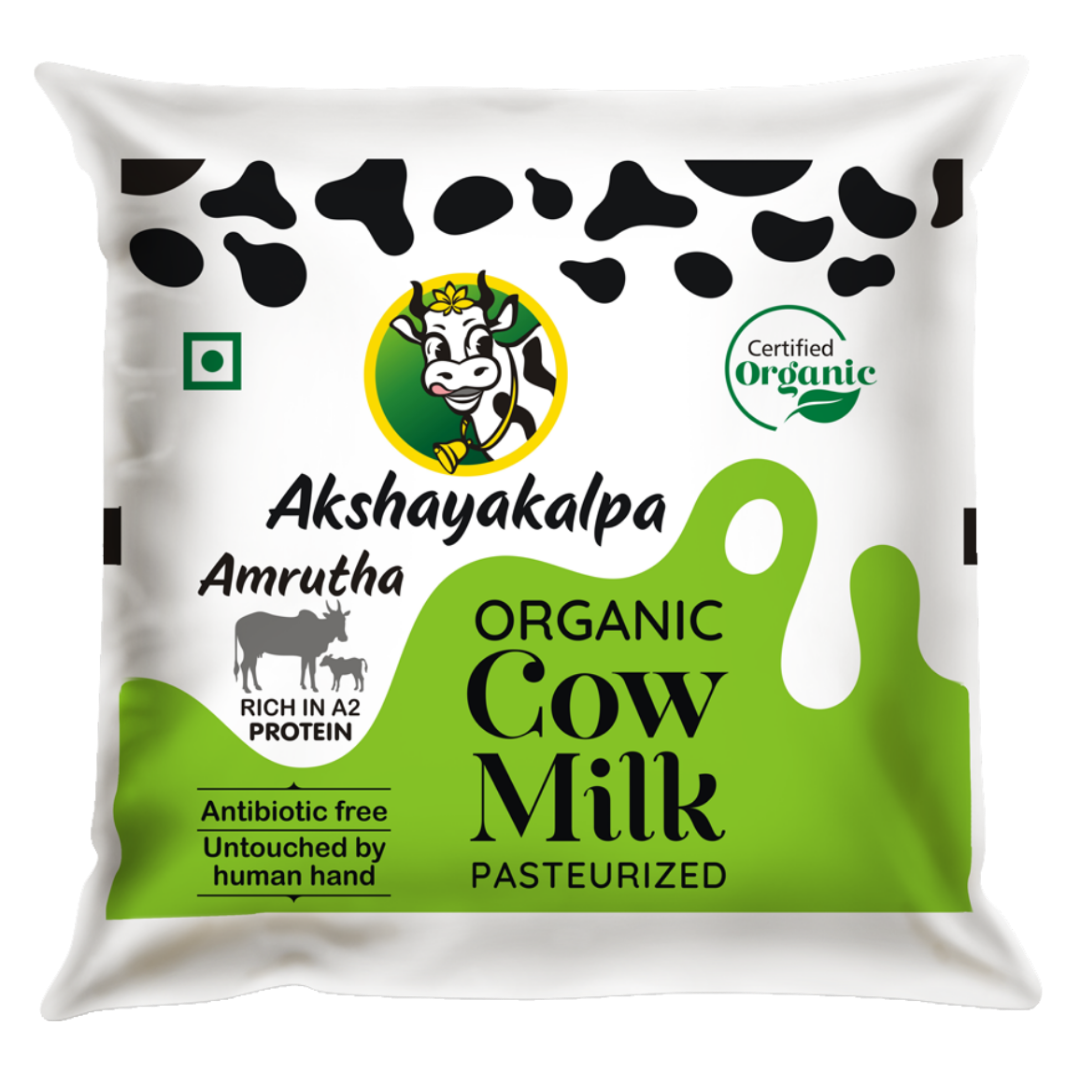 Certified
Organic
Akshayakalpa
Amrutha
RICH IN A2
PROTEIN
Antibiotic free
Untouched by
human hand
ORGANIC
Cow
Milk
PASTEURIZED